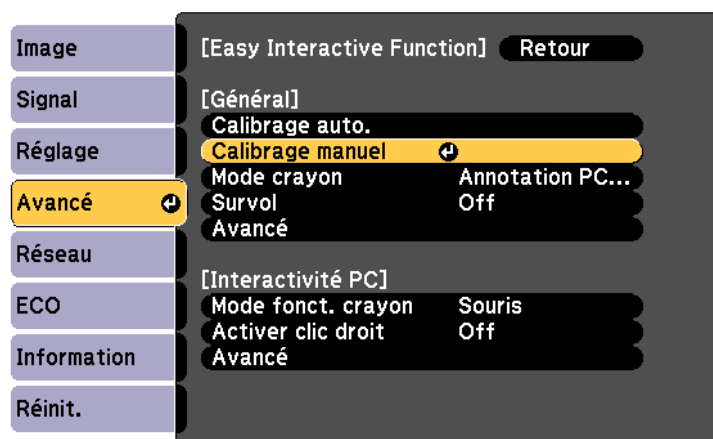 Image
Signal
Réglage
Avancé
Réseau
ECO
Information
Réinit.
[Easy Interactive Function] Retour
[Général]
Calibrage auto.
Calibrage manuel
Mode crayon Annotation PC...
Survol Off
Avancé
[Interactivité PC]
Mode fonct. crayon Souris
Activer clic droit Off
Avancé